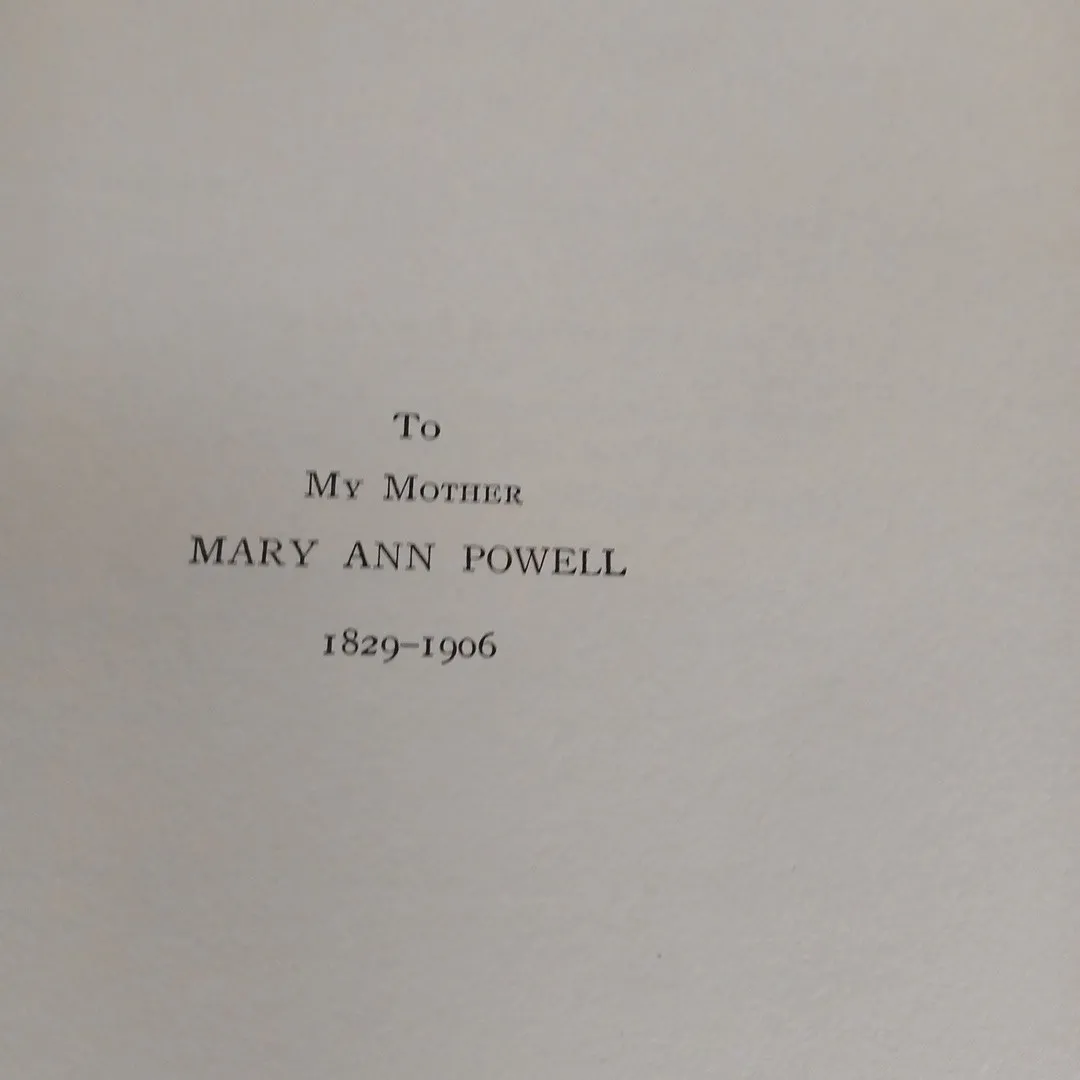 To
My Mother
MARY ANN POWELL
1829–1906